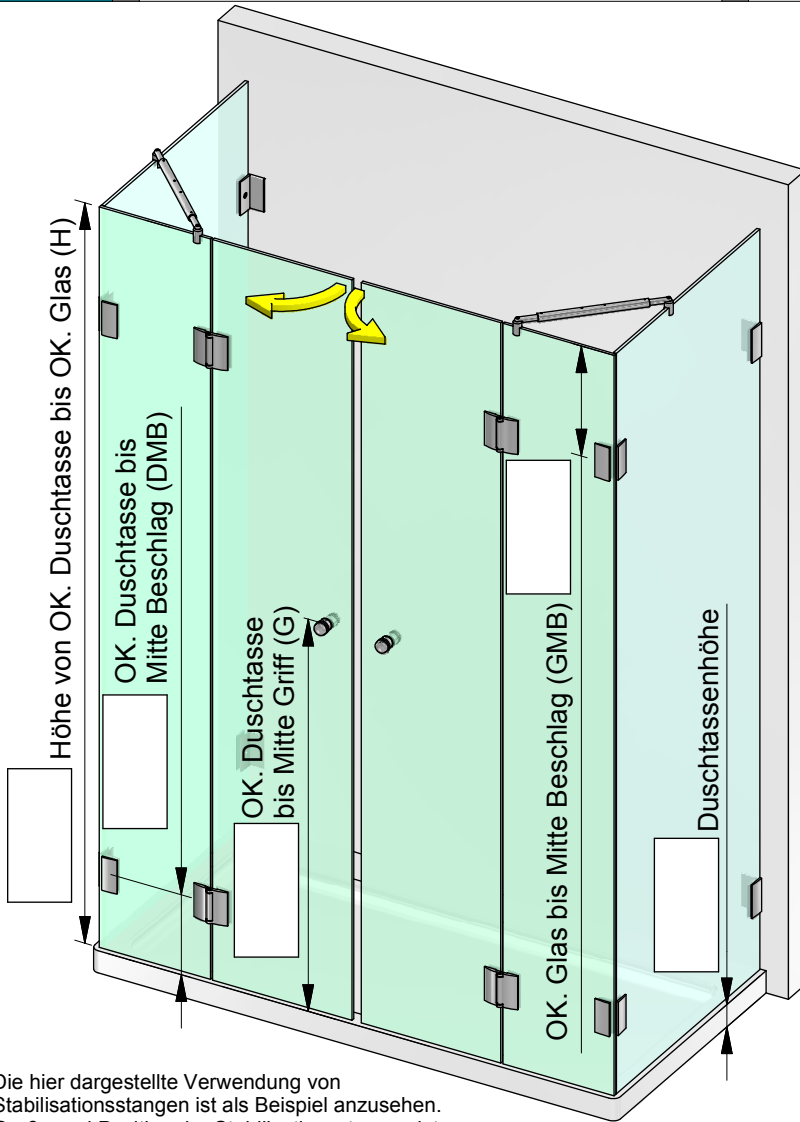 Höhe von OK. Duschtasse bis OK. Glas (H)
OK. Duschtasse bis
Mitte Beschlag (DMB)
OK. Duschtasse
bis Mitte Griff (G)
OK. Glas bis Mitte Beschlag (GMB)
Duschtassenhöhe
Die hier dargestellte Verwendung von
Stabilisationsstangen ist als Beispiel anzusehen.